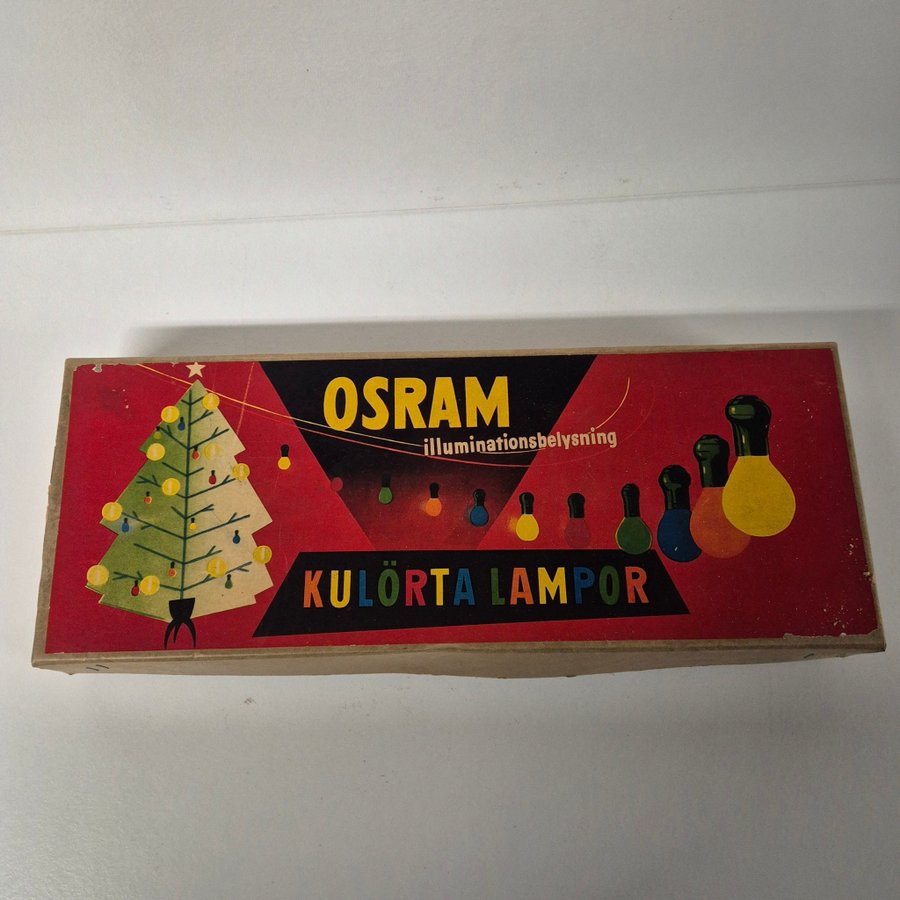 OSRAM
illuminationsbelysning
KULÖRTA LAMPOR